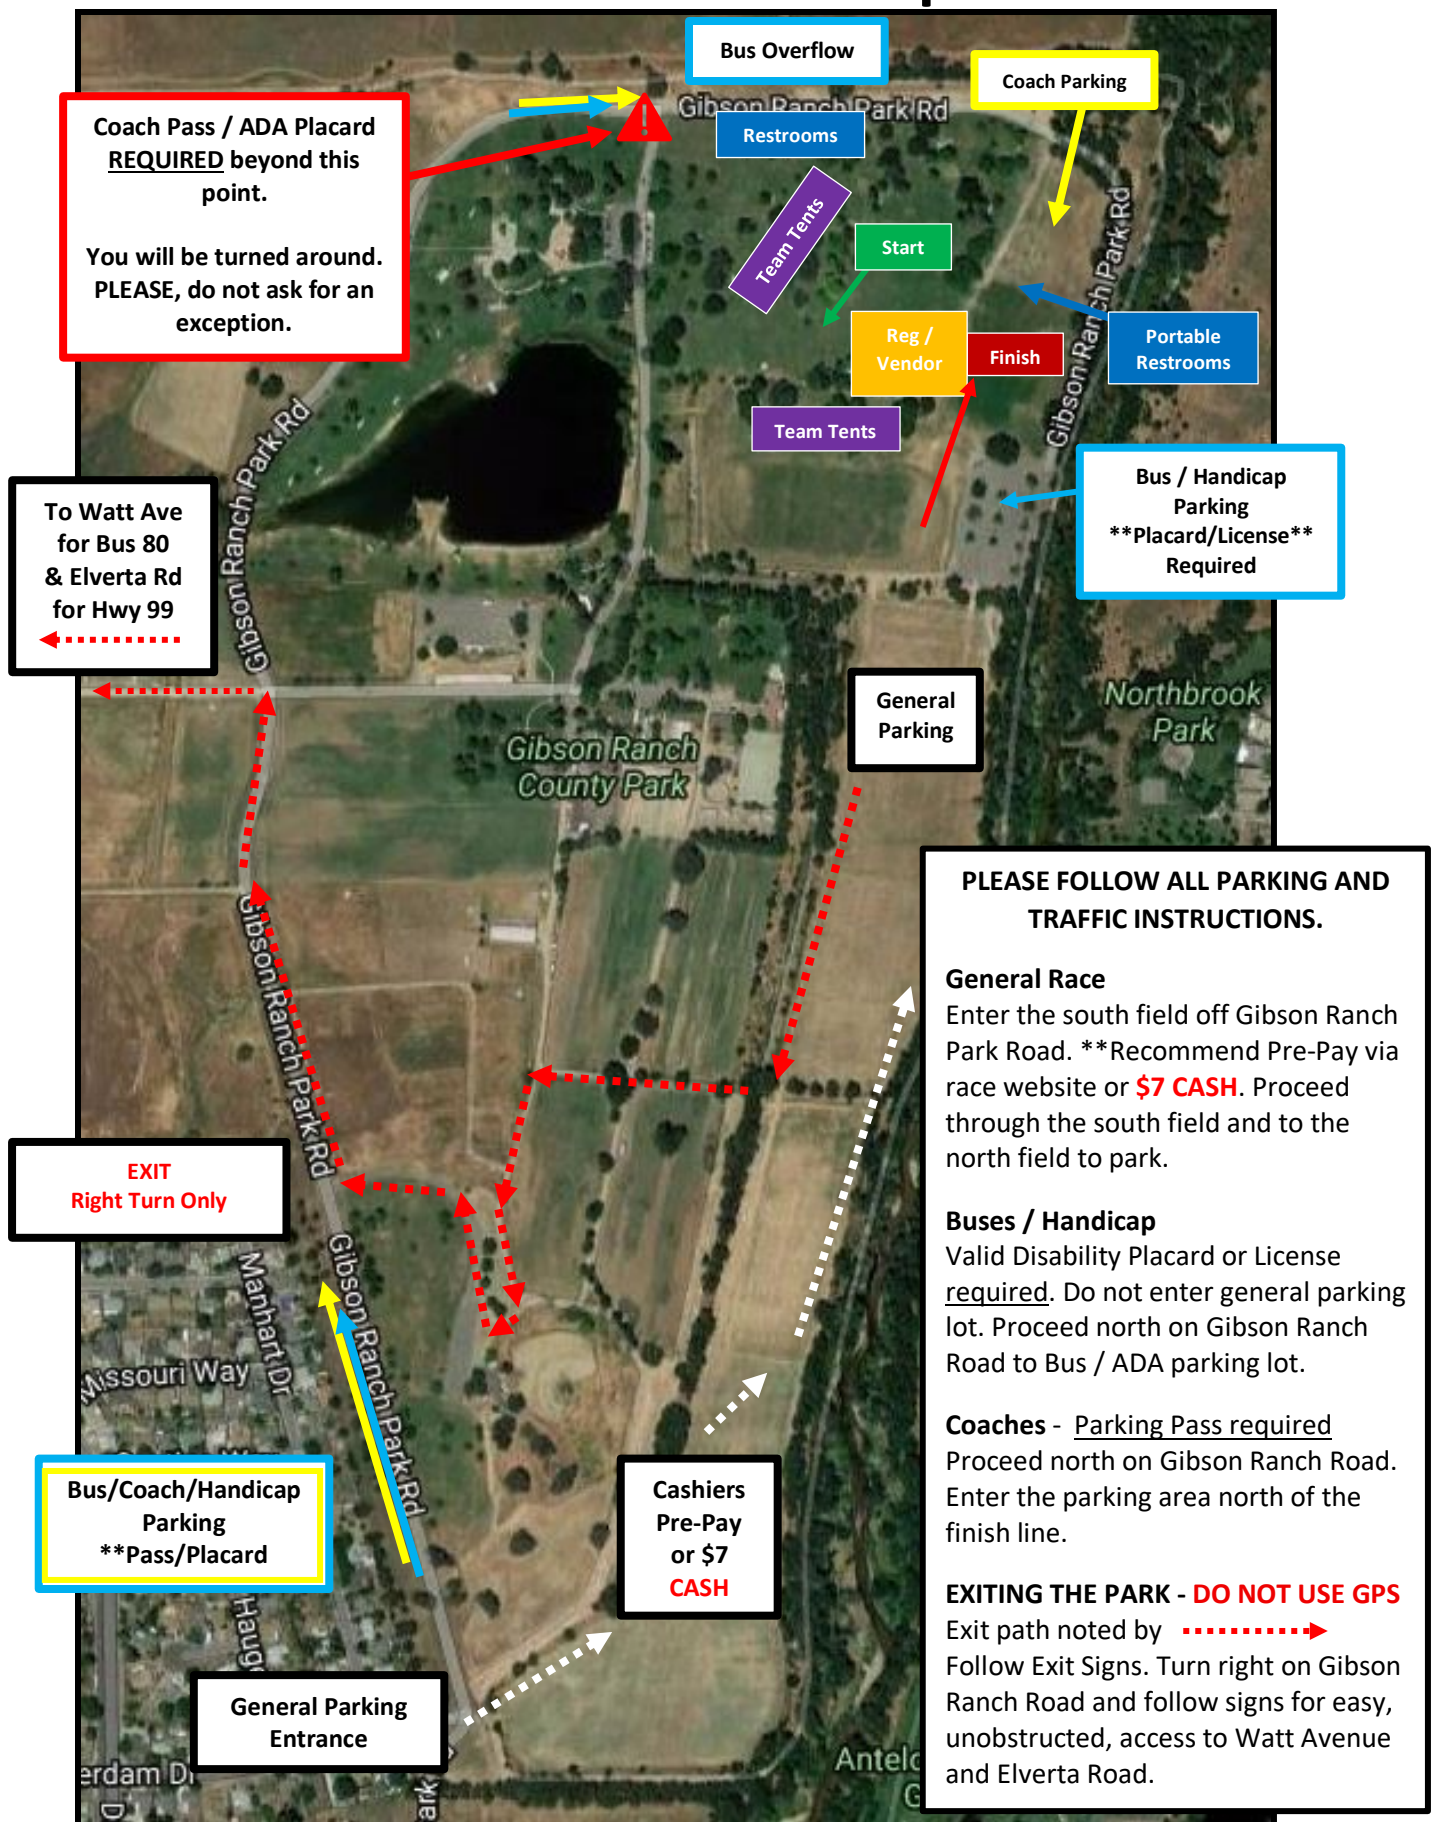 Bus Overflow
Coach Parking
Gibson Ranch Park Rd
Restrooms
Coach Pass / ADA Placard
REQUIRED beyond this
point.
You will be turned around.
PLEASE, do not ask for an
exception.
Team Tents
Start
Gibson Ranch Park Rd
Reg /
Vendor
Finish
Portable
Restrooms
Team Tents
Gibson Ranch Park Rd
Bus / Handicap
Parking
**Placard/License**
Required
To Watt Ave
for Bus 80
& Elverta Rd
for Hwy 99
General
Parking
Northbrook
Park
Gibson Ranch
County Park
Gibson Ranch Park Rd
PLEASE FOLLOW ALL PARKING AND
TRAFFIC INSTRUCTIONS.
General Race
Enter the south field off Gibson Ranch
Park Road. **Recommend Pre-Pay via
race website or $7 CASH. Proceed
through the south field and to the
north field to park.
Buses / Handicap
Valid Disability Placard or License
required. Do not enter general parking
lot. Proceed north on Gibson Ranch
Road to Bus / ADA parking lot.
Coaches - Parking Pass required
Proceed north on Gibson Ranch Road.
Enter the parking area north of the
finish line.
EXITING THE PARK - DO NOT USE GPS
Exit path noted by
Follow Exit Signs. Turn right on Gibson
Ranch Road and follow signs for easy,
unobstructed, access to Watt Avenue
and Elverta Road.
EXIT
Right Turn Only
Manhart Dr
Gibson Ranch Park Rd
Missouri Way
Bus/Coach/Handicap
Parking
**Pass/Placard
Cashiers
Pre-Pay
or $7
CASH
Haug
General Parking
Entrance
erdam Dr
D
ark
Antelo
G